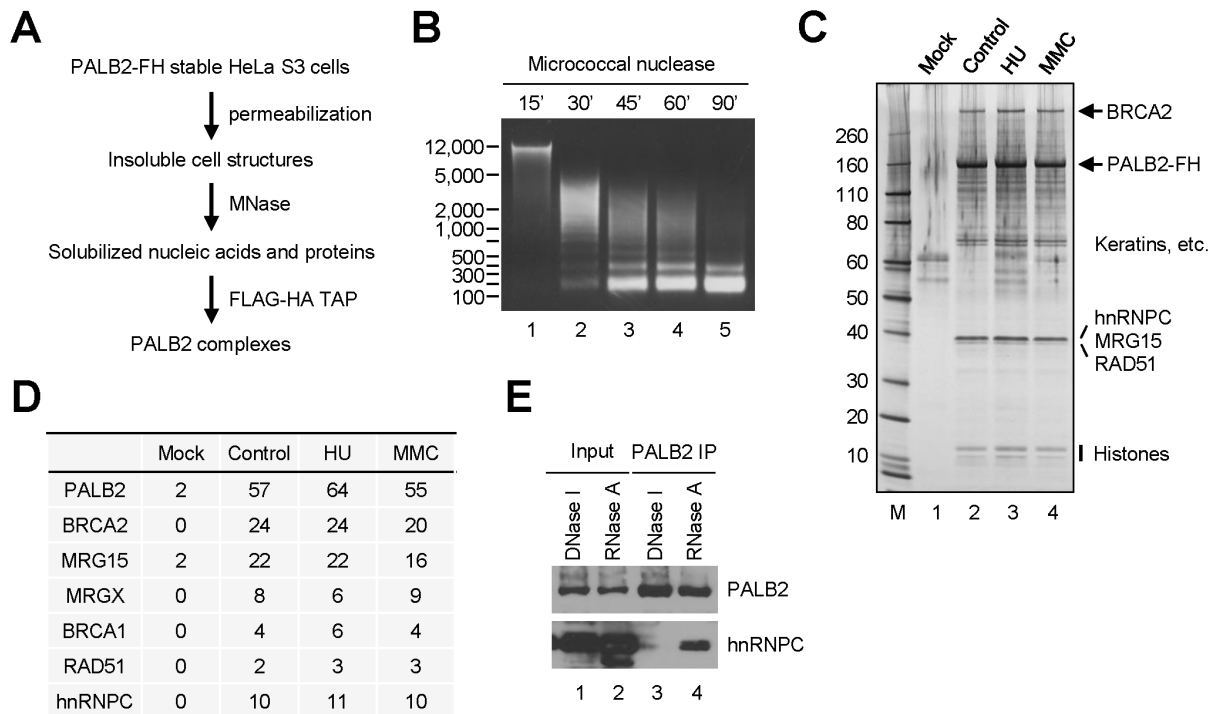 A
PALB2-FH stable HeLa S3 cells
permeabilization
Insoluble cell structures
MNase
Solubilized nucleic acids and proteins
FLAG-HA TAP
PALB2 complexes
B
Micrococcal nuclease
15’ 30’ 45’ 60’ 90’
12,000
5,000
2,000
1,000
500
300
100
1 2 3 4 5
C
Mock Control HU MMC
260
160
110
80
60
50
40
30
20
10
BRCA2
PALB2-FH
Keratins, etc.
hnRNPC
MRG15
RAD51
Histones
M 1 2 3 4
D
Mock Control HU MMC
PALB2 2 57 64 55
BRCA2 0 24 24 20
MRG15 2 22 22 16
MRGX 0 8 6 9
BRCA1 0 4 6 4
RAD51 0 2 3 3
hnRNPC 0 10 11 10
E
Input PALB2 IP
DNase I RNase A DNase I RNase A
PALB2
hnRNPC
1 2 3 4